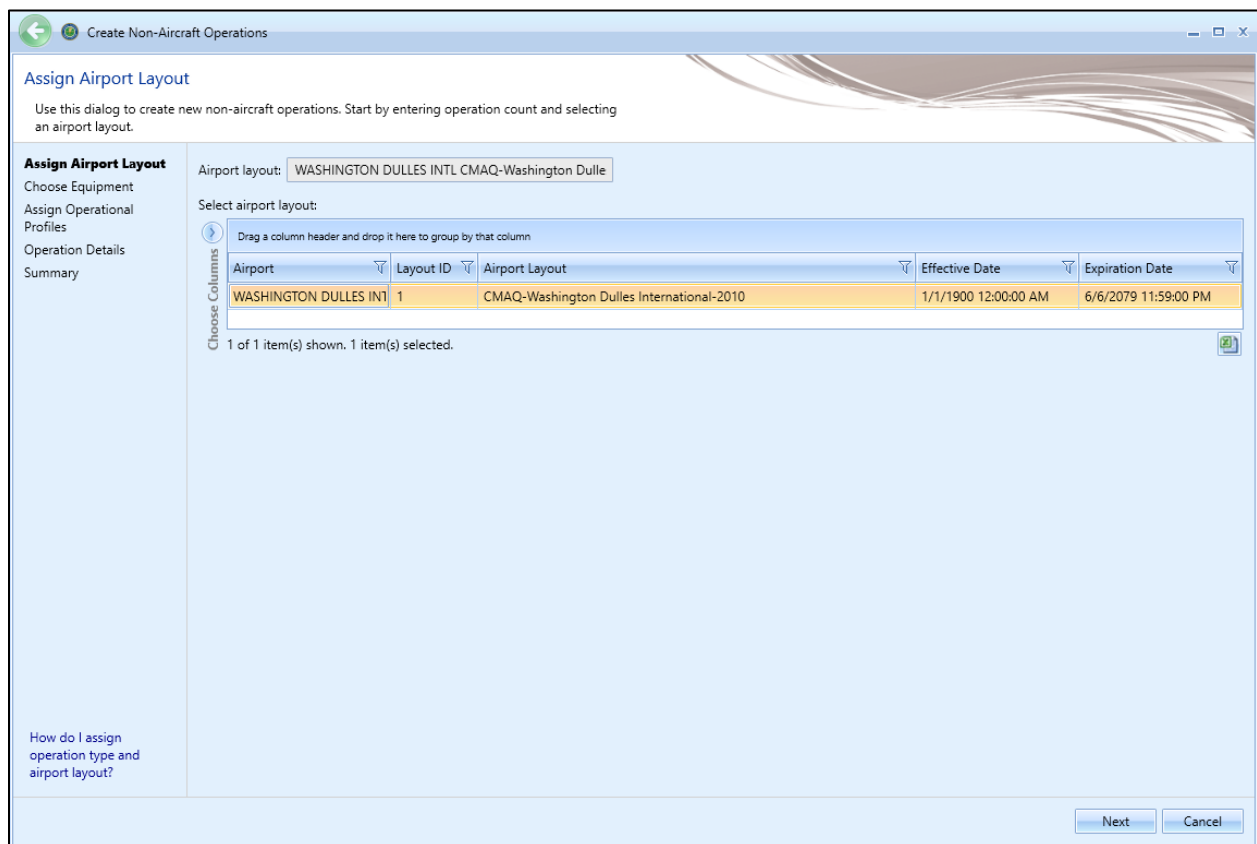 Create Non-Aircraft Operations
Assign Airport Layout
Use this dialog to create new non-aircraft operations. Start by entering operation count and selecting
an airport layout.
Assign Airport Layout
Choose Equipment
Assign Operational
Profiles
Operation Details
Summary
How do I assign
operation type and
airport layout?
Airport layout: WASHINGTON DULLES INTL CMAQ-Washington Dulle
Select airport layout:
Choose Columns
Drag a column header and drop it here to group by that column
Airport Layout ID Airport Layout Effective Date Expiration Date
WASHINGTON DULLES INT 1 CMAQ-Washington Dulles International-2010 1/1/1900 12:00:00 AM 6/6/2079 11:59:00 PM
1 of 1 item(s) shown. 1 item(s) selected.
Next Cancel